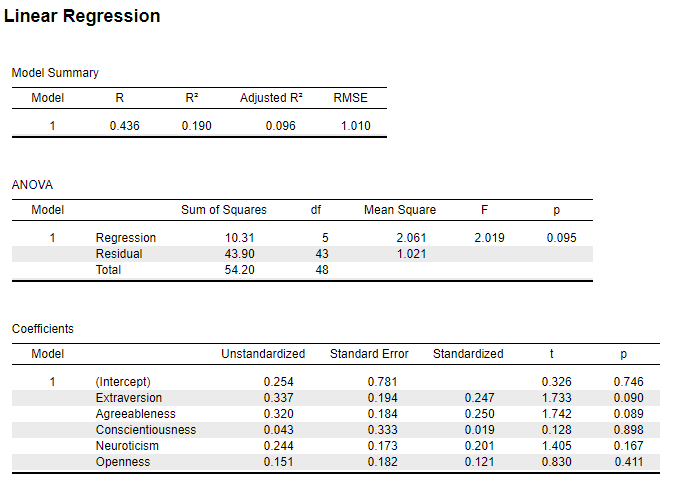 Linear Regression
Model Summary
Model R R² Adjusted R² RMSE
1 0.436 0.190 0.096 1.010
ANOVA
Model Sum of Squares df Mean Square F p
1 Regression 10.31 5 2.061 2.019 0.095
Residual 43.90 43 1.021
Total 54.20 48
Coefficients
Model Unstandardized Standard Error Standardized t p
1 (Intercept) 0.254 0.781 0.326 0.746
Extraversion 0.337 0.194 0.247 1.733 0.090
Agreeableness 0.320 0.184 0.250 1.742 0.089
Conscientiousness 0.043 0.333 0.019 0.128 0.898
Neuroticism 0.244 0.173 0.201 1.405 0.167
Openness 0.151 0.182 0.121 0.830 0.411